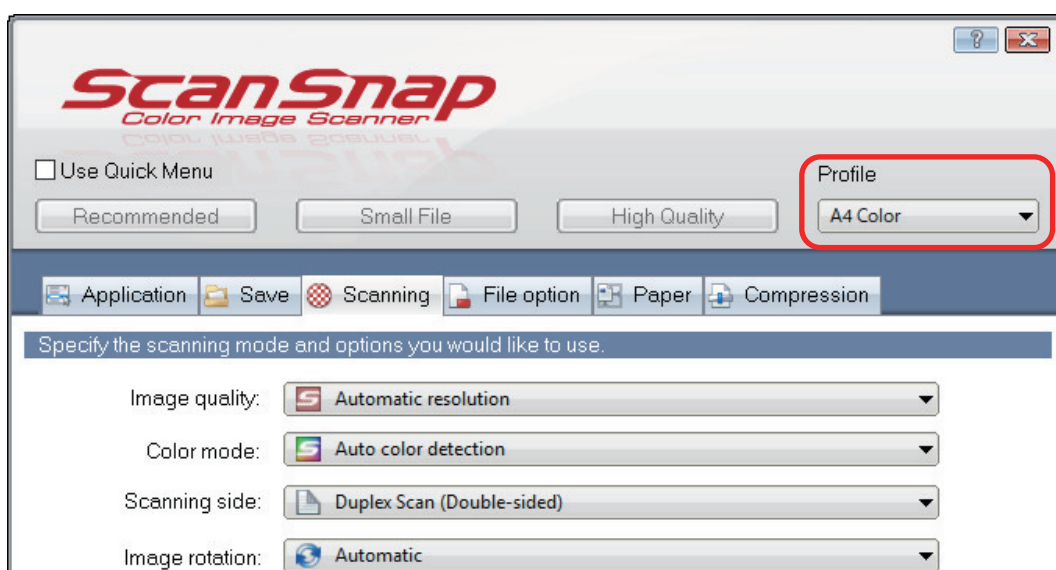 ScanSnap
Color Image Scanner
Use Quick Menu
Profile
Recommended
Small File
High Quality
A4 Color
Application
Save
Scanning
File option
Paper
Compression
Specify the scanning mode and options you would like to use.
Image quality:
Automatic resolution
Color mode:
Auto color detection
Scanning side:
Duplex Scan (Double-sided)
Image rotation:
Automatic